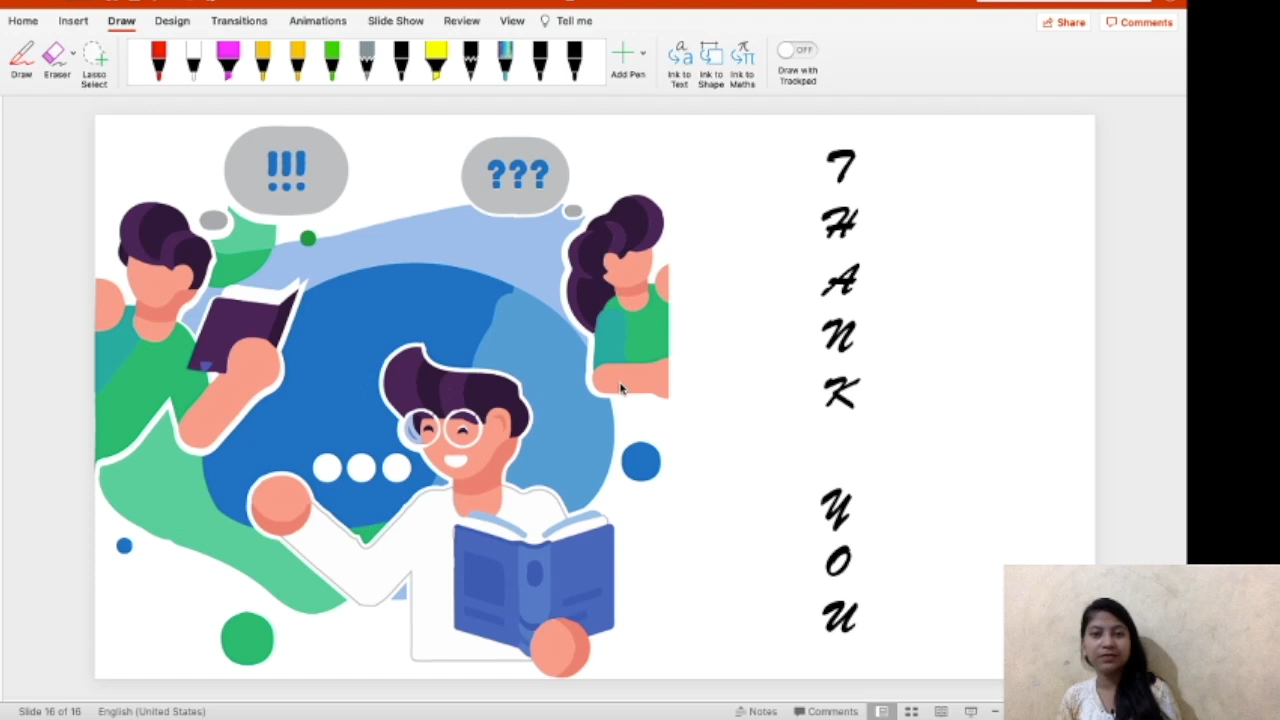 Home Insert Draw Design Transitions Animations Slide Show Review View Tell me
Share Comments
Draw Eraser Lasso Select Add Pen Ink to Text Ink to Shape Ink to Maths OFF Draw with Trackpad
!!!
???
T
H
A
N
K
Y
O
U
Slide 16 of 16 English (United States) Notes Comments